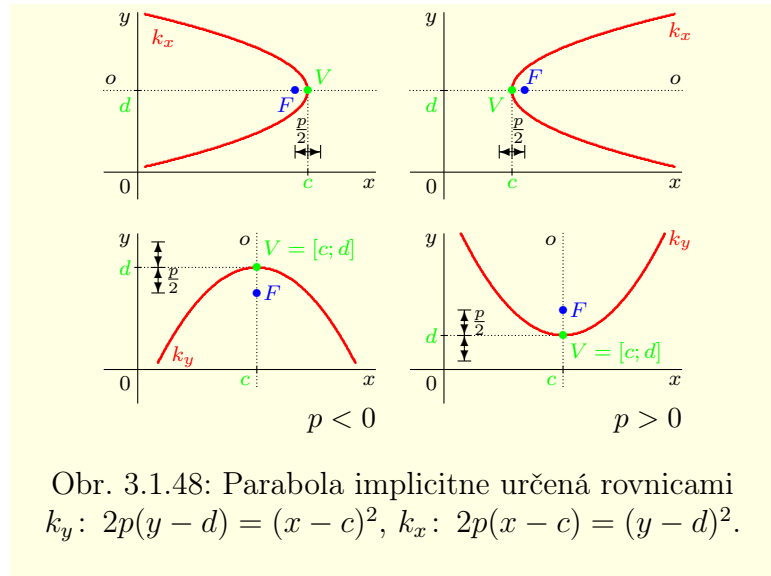 y
k_x
o
V
F
d
p/2
0
c
x
y
k_x
F
o
V
d
p/2
0
c
x
y
o
V = [c; d]
d
p/2
F
k_y
0
c
x
y
o
k_y
F
p/2
d
V = [c; d]
0
c
x
p < 0
p > 0
Obr. 3.1.48: Parabola implicitne určená rovnicami
k_y: 2p(y − d) = (x − c)², k_x: 2p(x − c) = (y − d)².